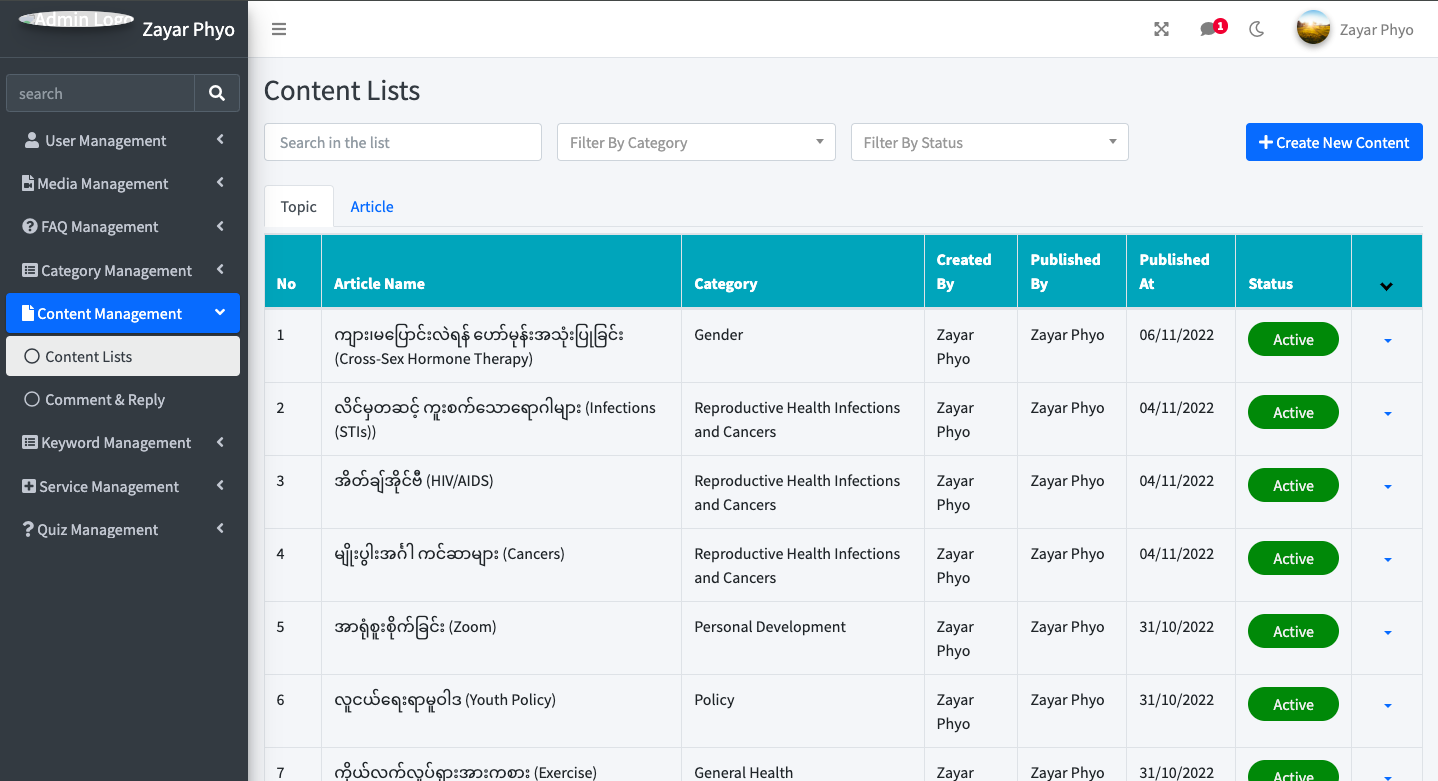 Admin Logo
Zayar Phyo
1
Zayar Phyo
search
User Management
Media Management
FAQ Management
Category Management
Content Management
Content Lists
Comment & Reply
Keyword Management
Service Management
Quiz Management
Content Lists
Search in the list
Filter By Category
Filter By Status
Create New Content
Topic
Article
No
Article Name
Category
Created
By
Published
By
Published
At
Status
1
ကျား၊မပြောင်းလဲရန် ဟော်မုန်းအသုံးပြုခြင်း
(Cross-Sex Hormone Therapy)
Gender
Zayar
Phyo
Zayar Phyo
06/11/2022
Active
2
လိင်မှတဆင့် ကူးစက်သောရောဂါများ (Infections
(STIs))
Reproductive Health Infections
and Cancers
Zayar
Phyo
Zayar Phyo
04/11/2022
Active
3
အိတ်ချ်အိုင်ဗီ (HIV/AIDS)
Reproductive Health Infections
and Cancers
Zayar
Phyo
Zayar Phyo
04/11/2022
Active
4
မျိုးပွါးအင်္ဂါ ကင်ဆာများ (Cancers)
Reproductive Health Infections
and Cancers
Zayar
Phyo
Zayar Phyo
04/11/2022
Active
5
အာရုံစူးစိုက်ခြင်း (Zoom)
Personal Development
Zayar
Phyo
Zayar Phyo
31/10/2022
Active
6
လူငယ်ရေးရာမူဝါဒ (Youth Policy)
Policy
Zayar
Phyo
Zayar Phyo
31/10/2022
Active
7
ကိုယ်လက်လှုပ်ရှားအားကစား (Exercise)
General Health
Zayar
Zayar Phyo
31/10/2022
Active